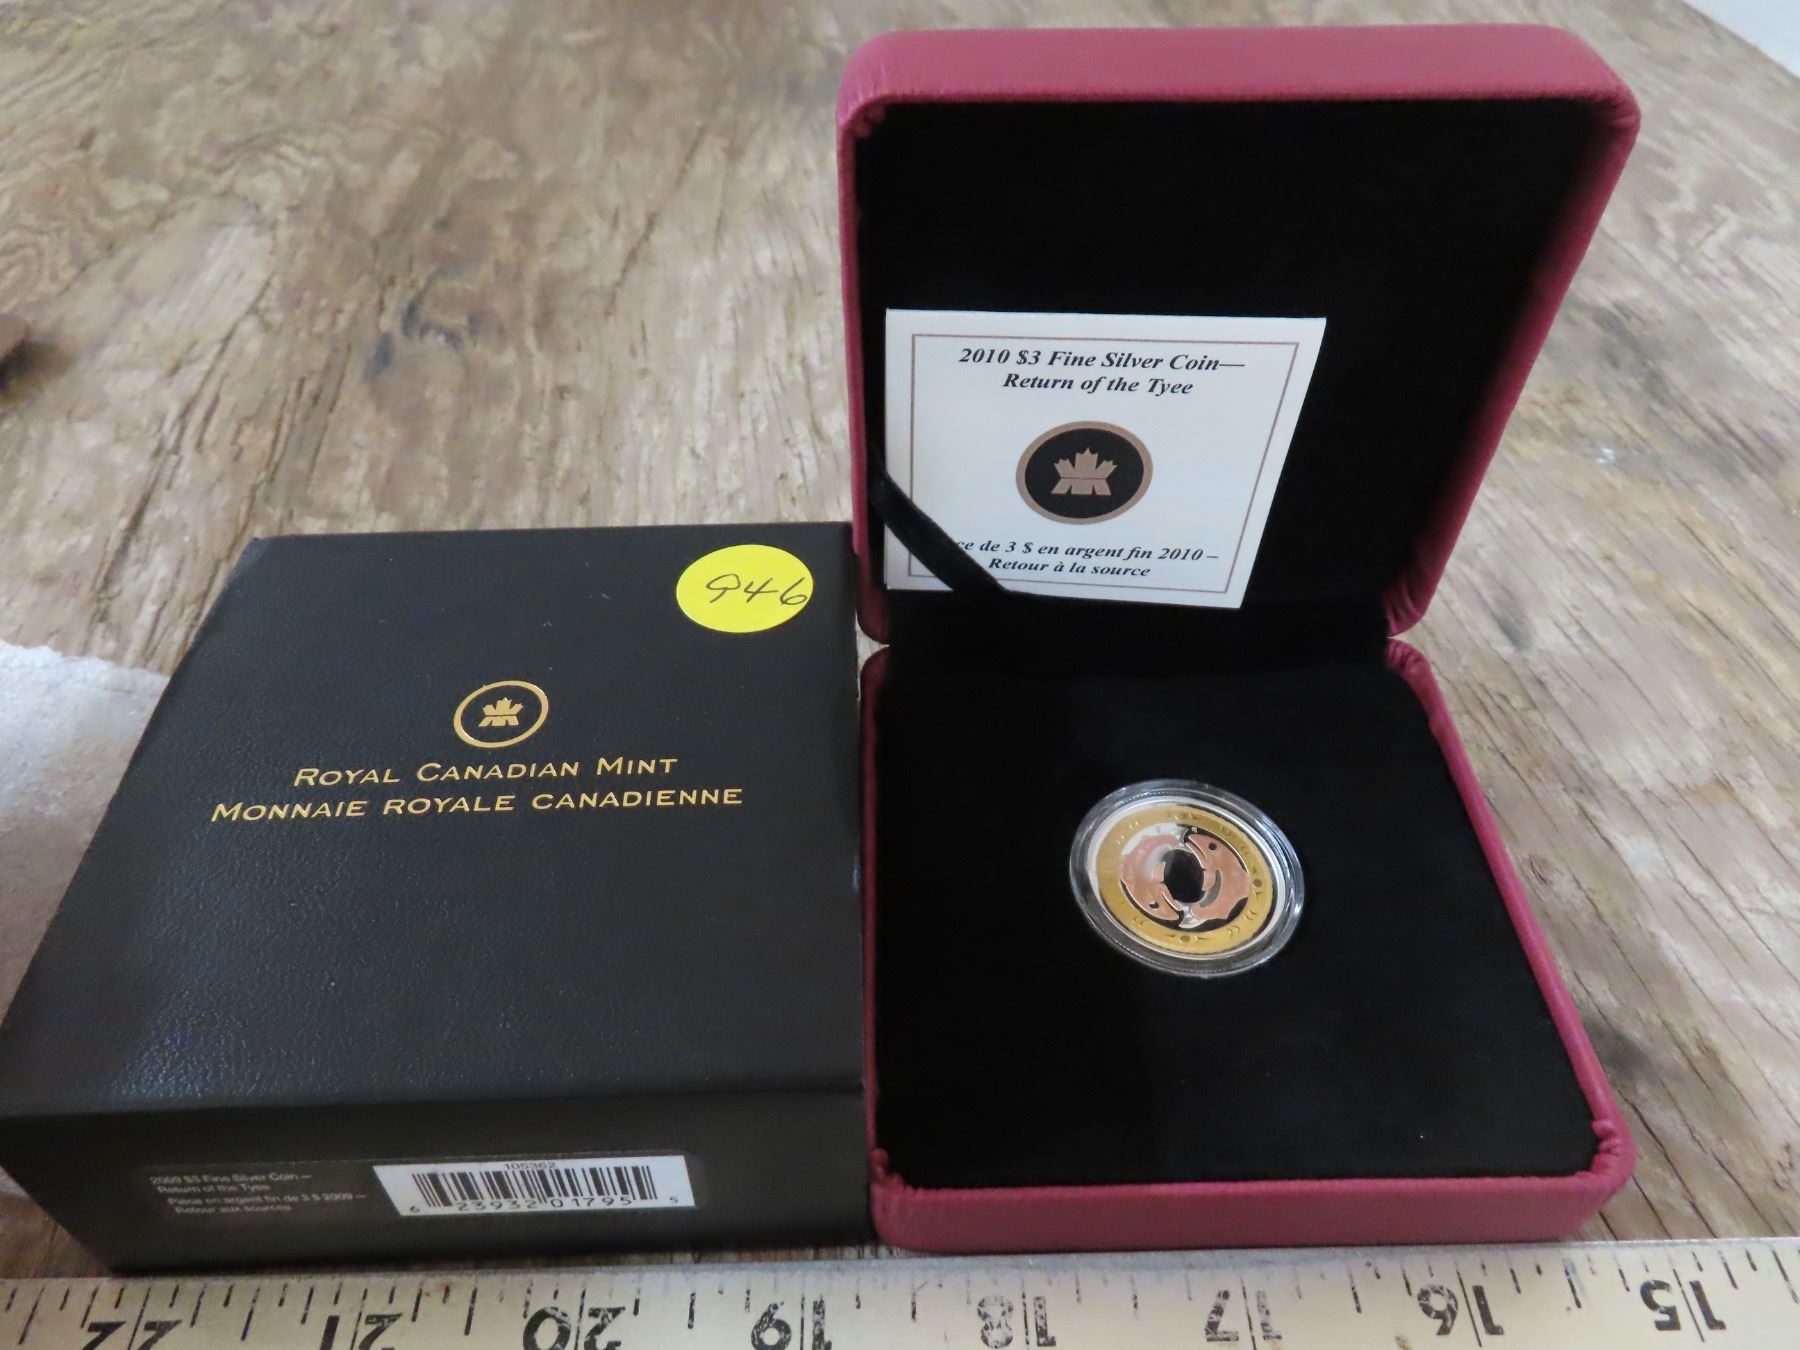 2010 $3 Fine Silver Coin—
Return of the Tyee
ce de 3 $ en argent fin 2010 –
Retour à la source
946
ROYAL CANADIAN MINT
MONNAIE ROYALE CANADIENNE
2009 $3 Fine Silver Coin —
Return of the Tyee
Pièce en argent fin de 3 $ 2009 –
Retour aux sources
105362
6 23932 01795 5
22 21 20 19 18 17 16 15